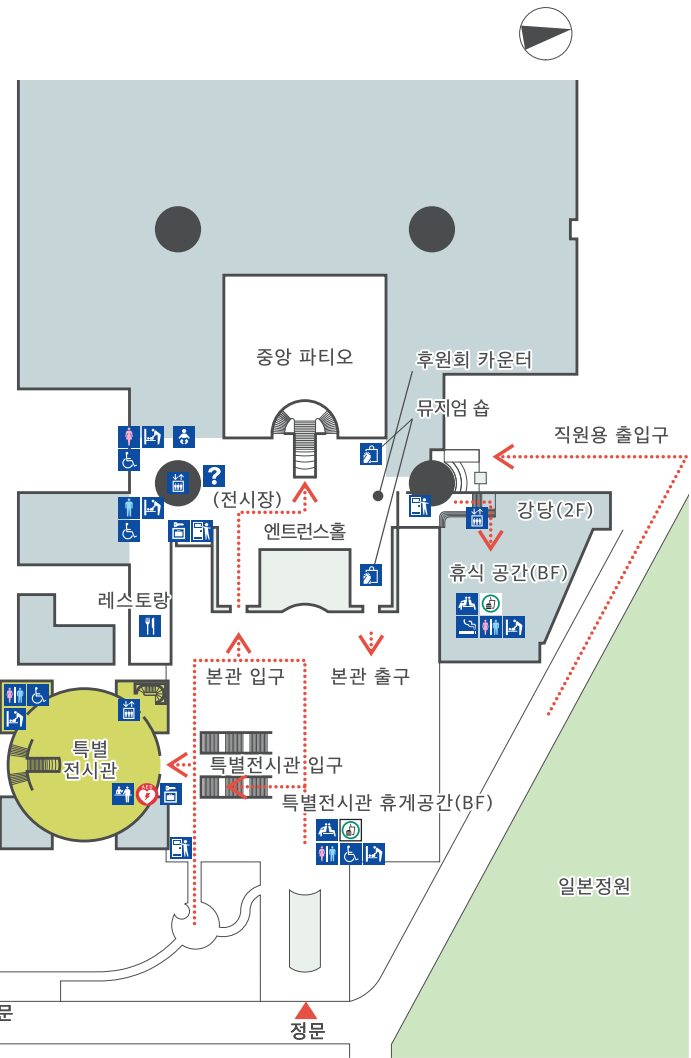 중앙 파티오
후원회 카운터
뮤지엄 숍
직원용 출입구
?
(전시장)
강당(2F)
엔트런스홀
휴식 공간(BF)
레스토랑
본관 입구
본관 출구
특별
전시관
특별전시관 입구
AED
특별전시관 휴게공간(BF)
일본정원
문
정문